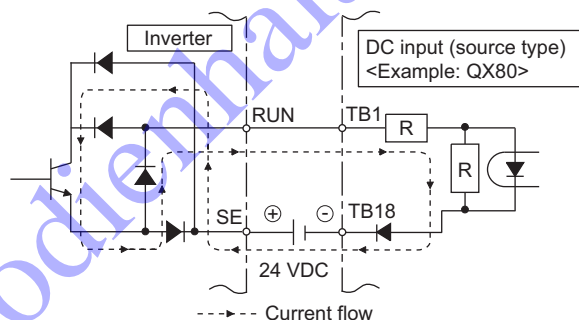 Inverter
DC input (source type)
<Example: QX80>
RUN
TB1
R
R
SE
⊕
⊖
TB18
24 VDC
Current flow